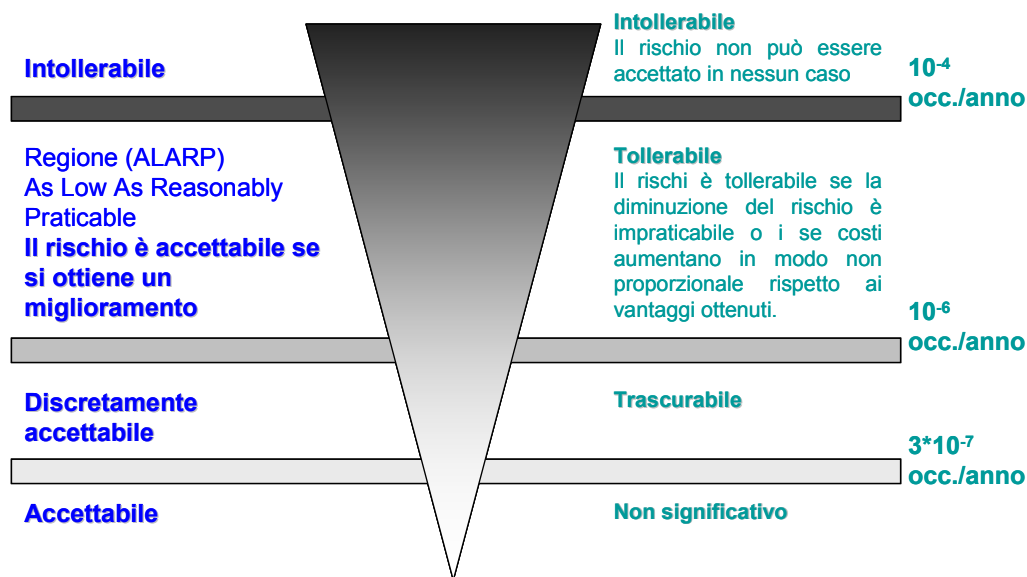 Intollerabile
Intollerabile
Il rischio non può essere
accettato in nessun caso
10-4
occ./anno
Regione (ALARP)
As Low As Reasonably
Praticable
Il rischio è accettabile se
si ottiene un
miglioramento
Tollerabile
Il rischi è tollerabile se la
diminuzione del rischio è
impraticabile o i se costi
aumentano in modo non
proporzionale rispetto ai
vantaggi ottenuti.
10-6
occ./anno
Discretamente
accettabile
Trascurabile
3*10-7
occ./anno
Accettabile
Non significativo